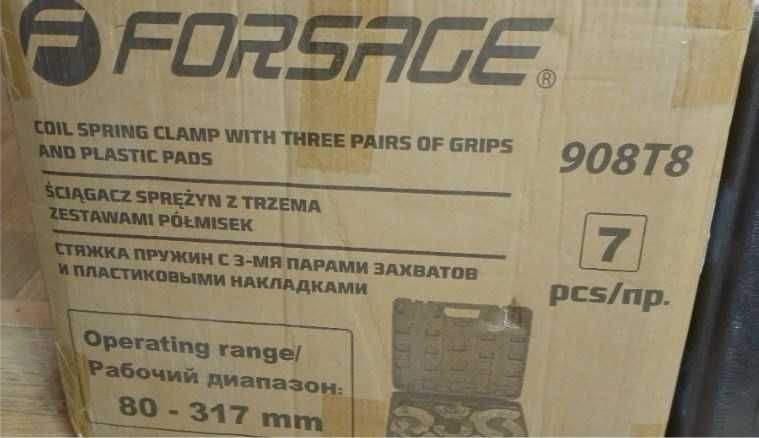 F FORSAGE®
COIL SPRING CLAMP WITH THREE PAIRS OF GRIPS
AND PLASTIC PADS
908T8
ŚCIĄGACZ SPRĘŻYN Z TRZEMA
ZESTAWAMI PÓŁMISEK
7
pcs/пр.
СТЯЖКА ПРУЖИН С 3-МЯ ПАРАМИ ЗАХВАТОВ
И ПЛАСТИКОВЫМИ НАКЛАДКАМИ
Operating range/
Рабочий диапазон:
80 - 317 mm